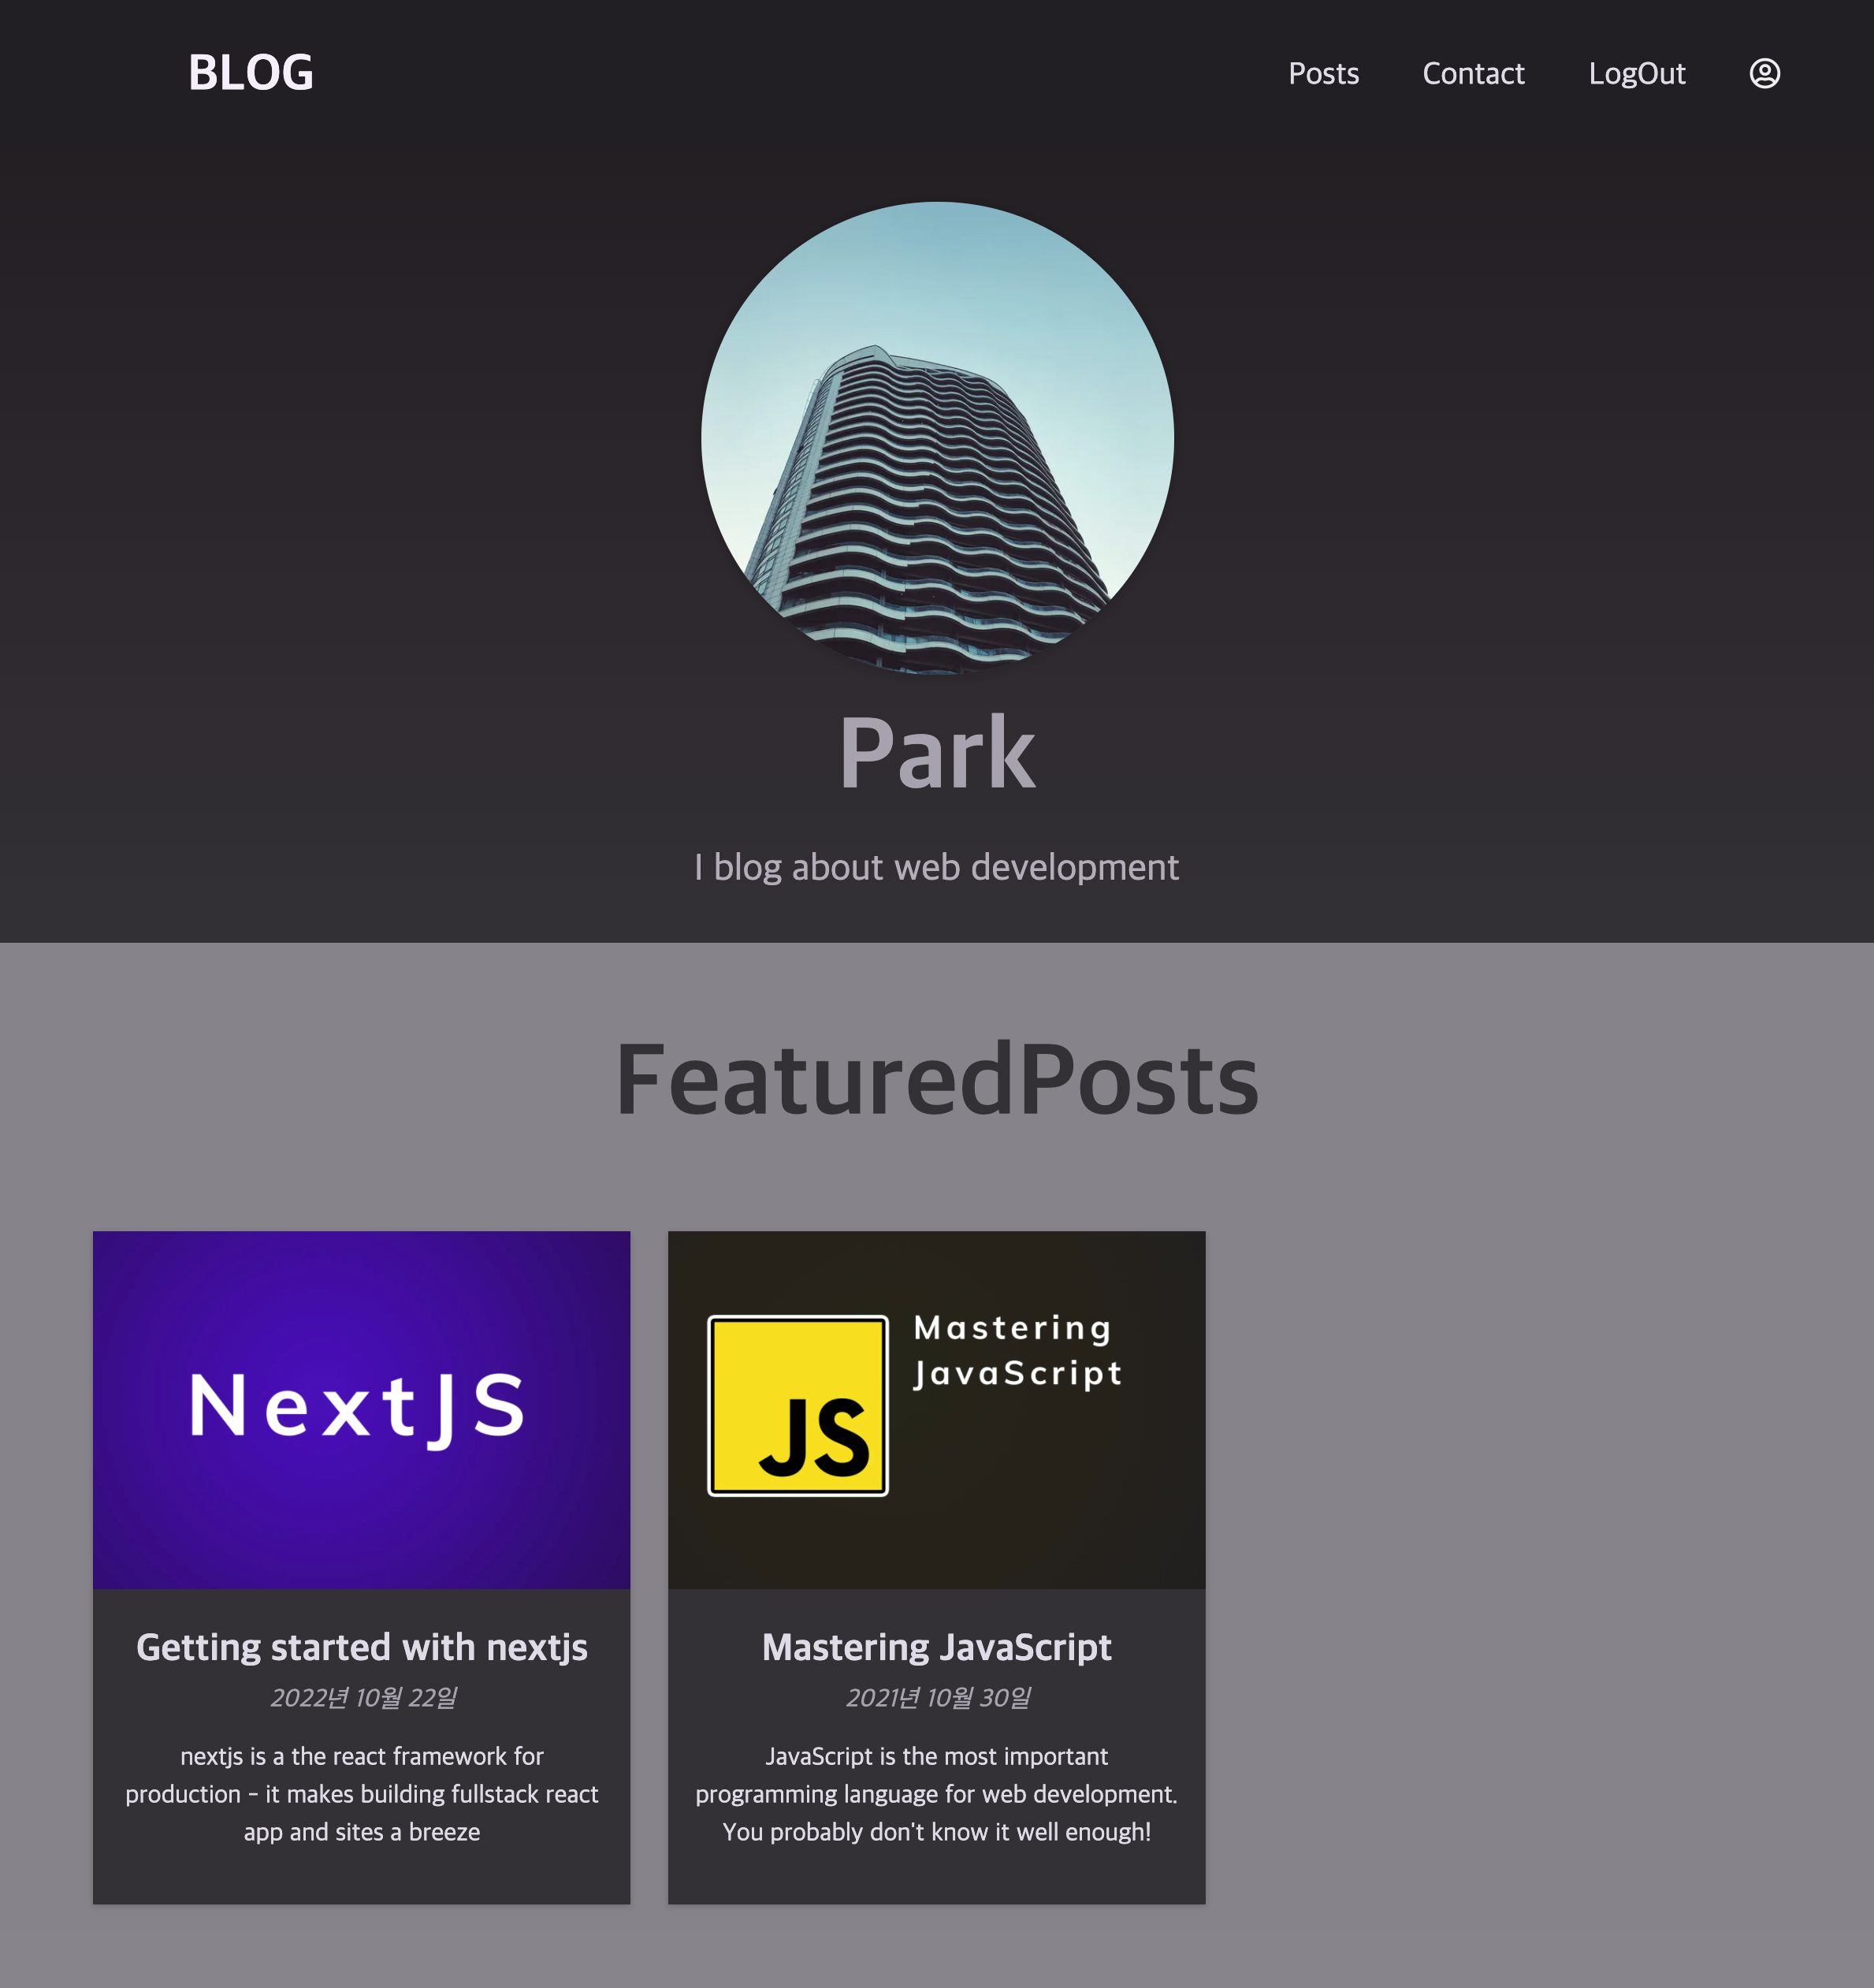 BLOG
Posts Contact LogOut
Park
I blog about web development
FeaturedPosts
NextJS
Getting started with nextjs
2022년 10월 22일
nextjs is a the react framework for
production - it makes building fullstack react
app and sites a breeze
JS
Mastering
JavaScript
Mastering JavaScript
2021년 10월 30일
JavaScript is the most important
programming language for web development.
You probably don't know it well enough!